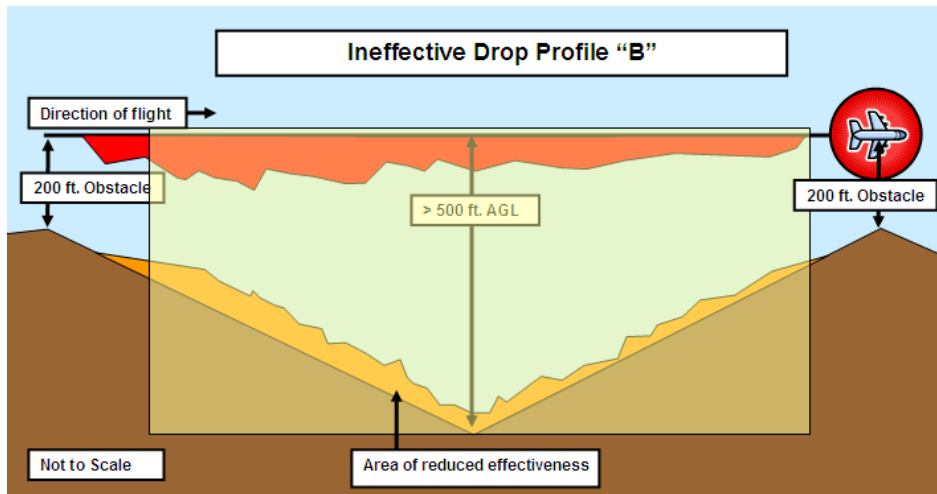 Ineffective Drop Profile “B”
Direction of flight
200 ft. Obstacle
> 500 ft. AGL
200 ft. Obstacle
Not to Scale
Area of reduced effectiveness